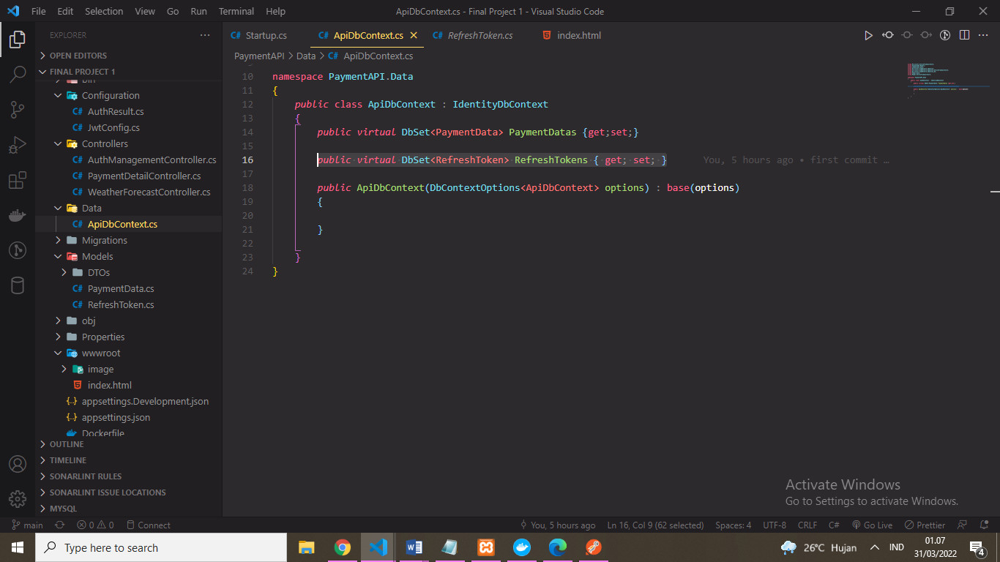 File Edit Selection View Go Run Terminal Help
ApiDbContext.cs - Final Project 1 - Visual Studio Code
EXPLORER
OPEN EDITORS
FINAL PROJECT 1
bin
Configuration
C# AuthResult.cs
C# JwtConfig.cs
Controllers
C# AuthManagementController.cs
C# PaymentDetailController.cs
C# WeatherForecastController.cs
Data
C# ApiDbContext.cs
Migrations
Models
DTOs
C# PaymentData.cs
C# RefreshToken.cs
obj
Properties
wwwroot
image
index.html
{..} appsettings.Development.json
{..} appsettings.json
Dockerfile
OUTLINE
TIMELINE
SONARLINT RULES
SONARLINT ISSUE LOCATIONS
MYSQL
C# Startup.cs C# ApiDbContext.cs C# RefreshToken.cs index.html
PaymentAPI > Data > C# ApiDbContext.cs
10 namespace PaymentAPI.Data
11 {
12 public class ApiDbContext : IdentityDbContext
13 {
14 public virtual DbSet<PaymentData> PaymentDatas {get;set;}
15
16 public virtual DbSet<RefreshToken> RefreshTokens { get; set; } You, 5 hours ago • first commit …
17
18 public ApiDbContext(DbContextOptions<ApiDbContext> options) : base(options)
19 {
20
21 }
22
23 }
24 }
Activate Windows
Go to Settings to activate Windows.
main 0 0 Connect You, 5 hours ago Ln 16, Col 9 (62 selected) Spaces: 4 UTF-8 CRLF C# Go Live Prettier
Type here to search
26°C Hujan IND 01.07
31/03/2022
4